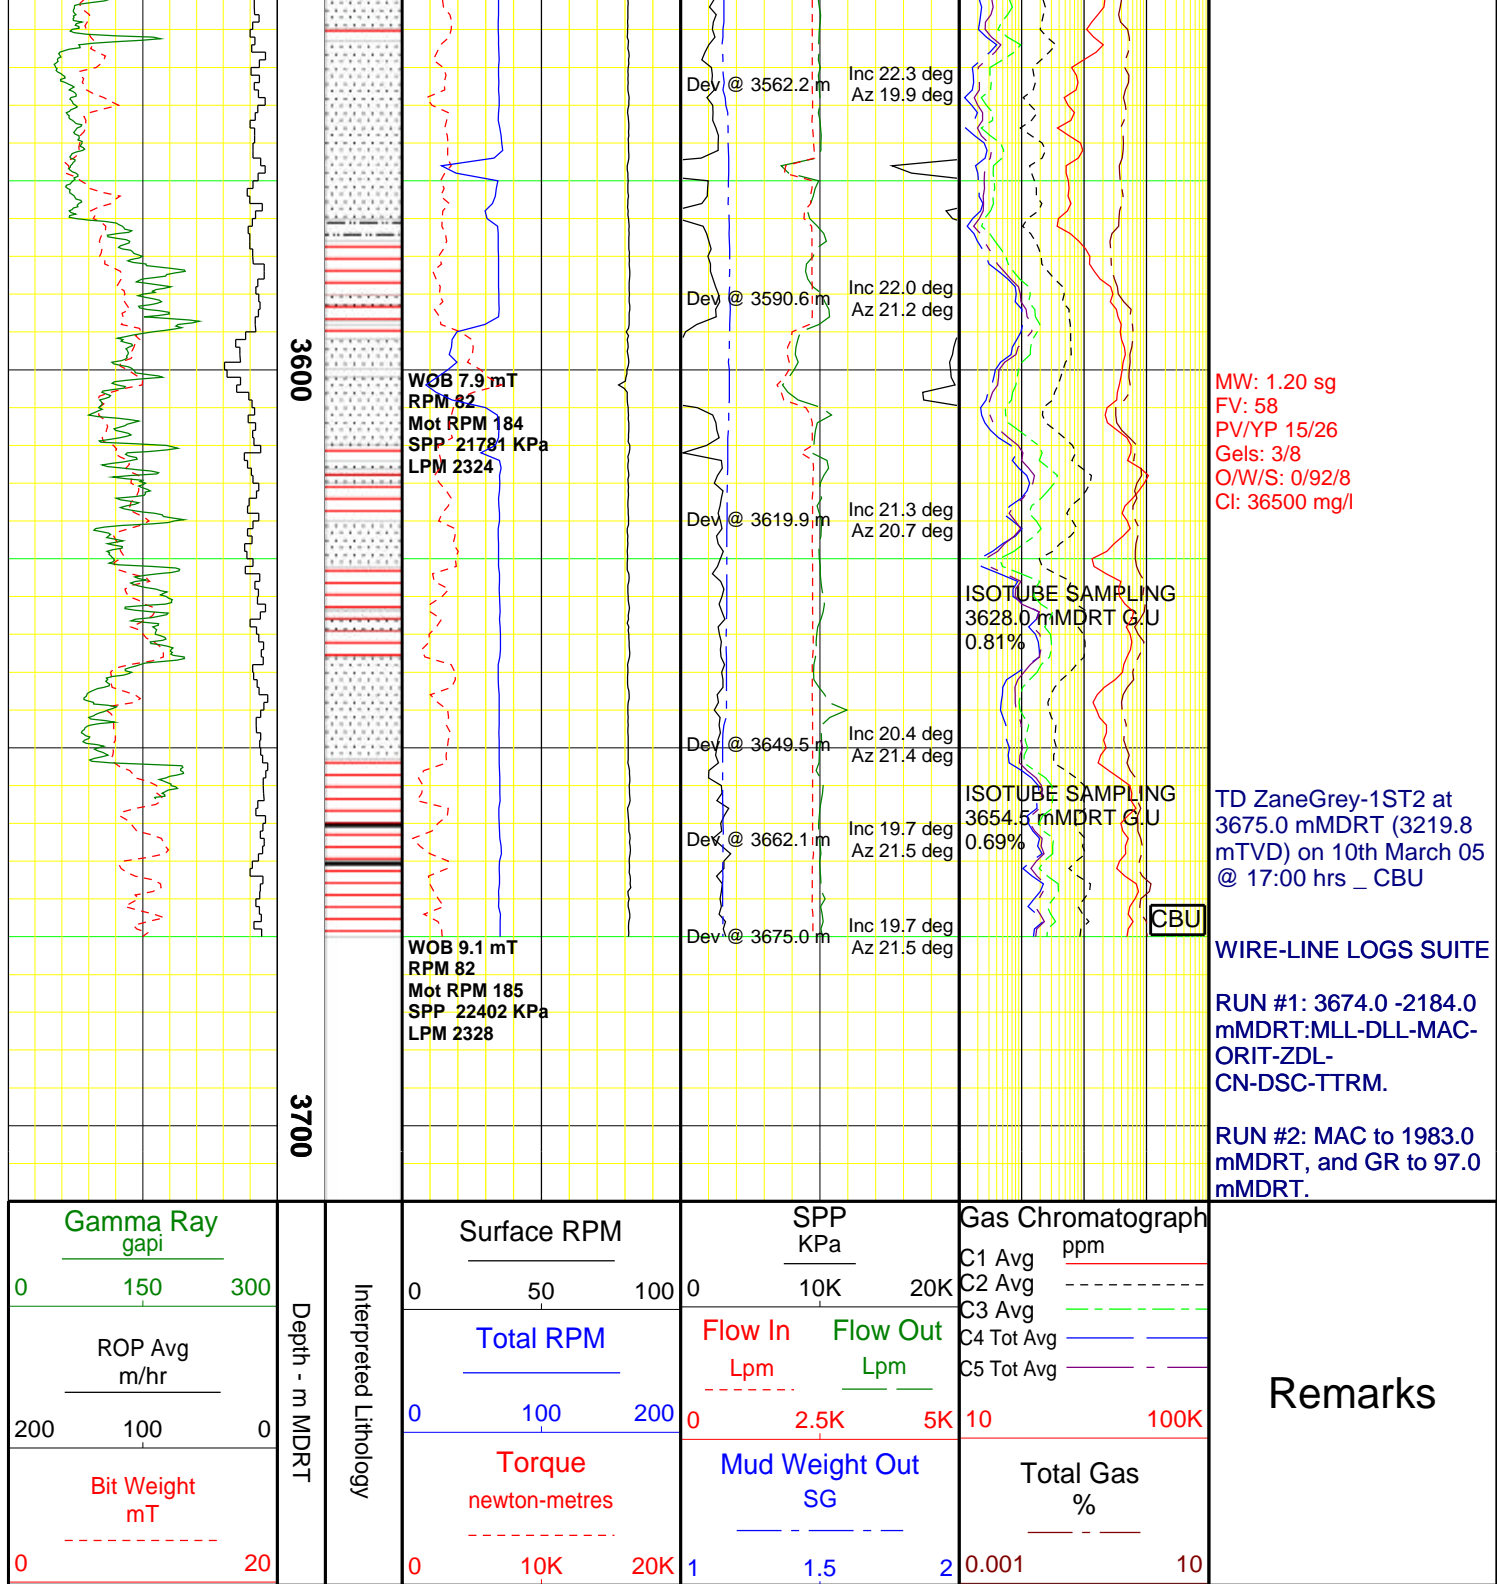 Dev @ 3562.2 m
Inc 22.3 deg
Az 19.9 deg
Dev @ 3590.6 m
Inc 22.0 deg
Az 21.2 deg
3600
WOB 7.9 mT
RPM 82
Mot RPM 184
SPP 21781 KPa
LPM 2324
MW: 1.20 sg
FV: 58
PV/YP 15/26
Gels: 3/8
O/W/S: 0/92/8
Cl: 36500 mg/l
Dev @ 3619.9 m
Inc 21.3 deg
Az 20.7 deg
ISOTUBE SAMPLING
3628.0 mMDRT G.U
0.81%
Dev @ 3649.5 m
Inc 20.4 deg
Az 21.4 deg
ISOTUBE SAMPLING
3654.5 mMDRT G.U
0.69%
Dev @ 3662.1 m
Inc 19.7 deg
Az 21.5 deg
TD ZaneGrey-1ST2 at
3675.0 mMDRT (3219.8
mTVD) on 10th March 05
@ 17:00 hrs _ CBU
CBU
Dev @ 3675.0 m
Inc 19.7 deg
Az 21.5 deg
WOB 9.1 mT
RPM 82
Mot RPM 185
SPP 22402 KPa
LPM 2328
WIRE-LINE LOGS SUITE
RUN #1: 3674.0 -2184.0
mMDRT:MLL-DLL-MAC-
ORIT-ZDL-
CN-DSC-TTRM.
3700
RUN #2: MAC to 1983.0
mMDRT, and GR to 97.0
mMDRT.
Gamma Ray
gapi
0 150 300
ROP Avg
m/hr
200 100 0
Bit Weight
mT
0 20
Depth - m MDRT
Interpreted Lithology
Surface RPM
0 50 100
Total RPM
0 100 200
Torque
newton-metres
0 10K 20K
SPP
KPa
0 10K 20K
Flow In Flow Out
Lpm Lpm
0 2.5K 5K
Mud Weight Out
SG
1 1.5 2
Gas Chromatograph
ppm
C1 Avg
C2 Avg
C3 Avg
C4 Tot Avg
C5 Tot Avg
10 100K
Total Gas
%
0.001 10
Remarks